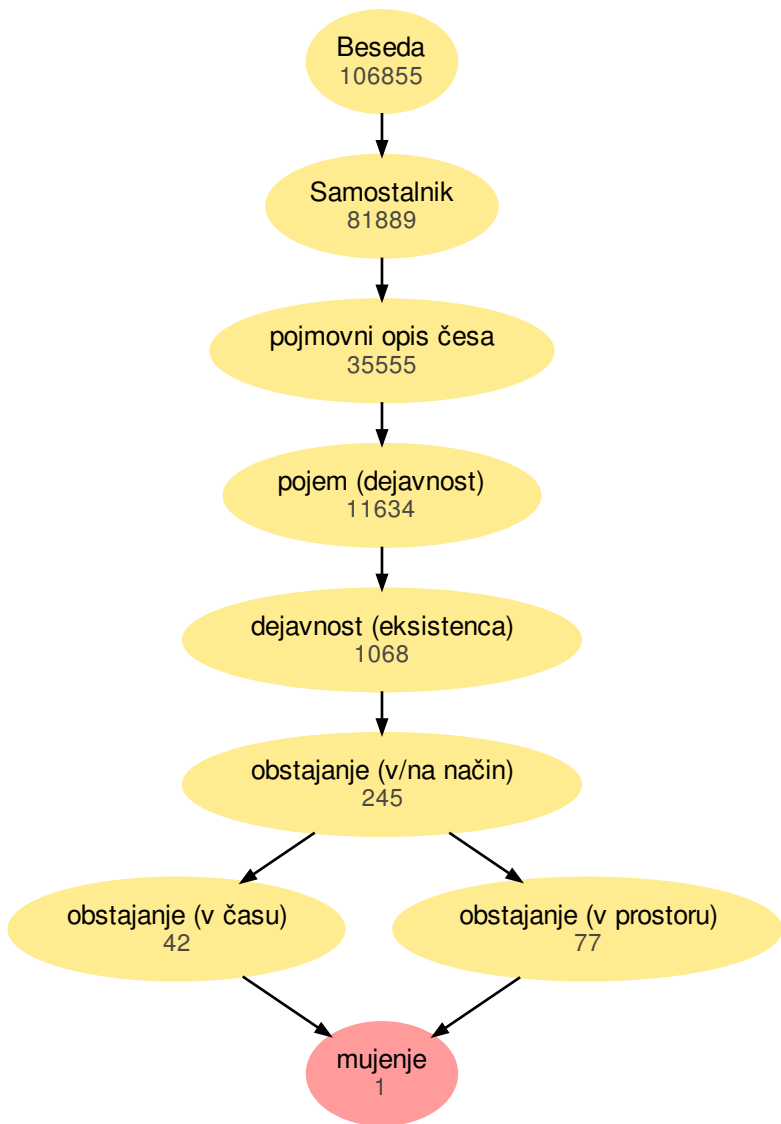 Beseda
106855
Samostalnik
81889
pojmovni opis česa
35555
pojem (dejavnost)
11634
dejavnost (eksistenca)
1068
obstajanje (v/na način)
245
obstajanje (v času)
42
obstajanje (v prostoru)
77
mujenje
1